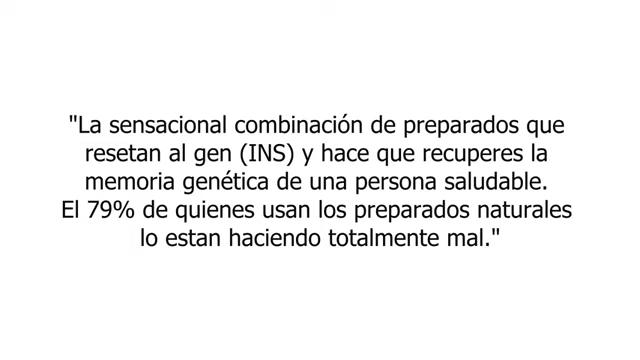 "La sensacional combinación de preparados que
resetan al gen (INS) y hace que recuperes la
memoria genética de una persona saludable.
El 79% de quienes usan los preparados naturales
lo estan haciendo totalmente mal."